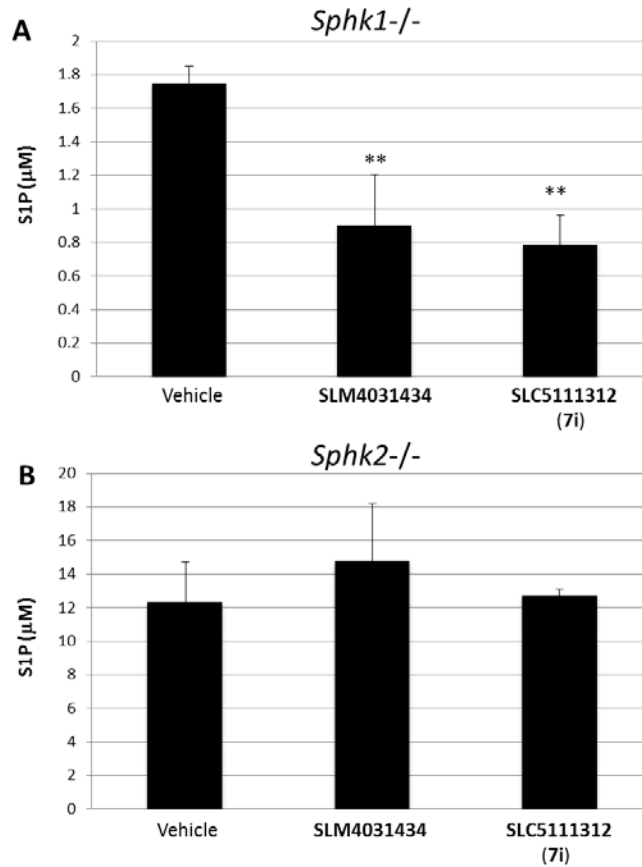 A
Sphk1-/-
S1P (μM)
2
1.8
1.6
1.4
1.2
1
0.8
0.6
0.4
0.2
0
**
**
Vehicle
SLM4031434
SLC5111312
(7i)
B
Sphk2-/-
S1P (μM)
20
18
16
14
12
10
8
6
4
2
0
Vehicle
SLM4031434
SLC5111312
(7i)